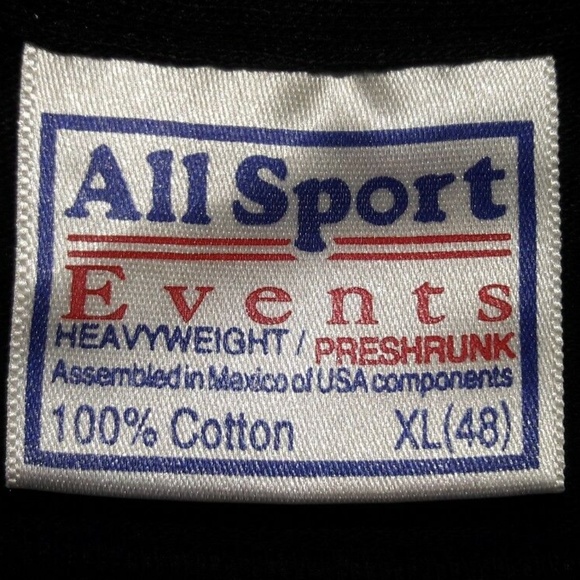 All Sport
Events
HEAVYWEIGHT / PRESHRUNK
Assembled in Mexico of USA components
100% Cotton XL(48)